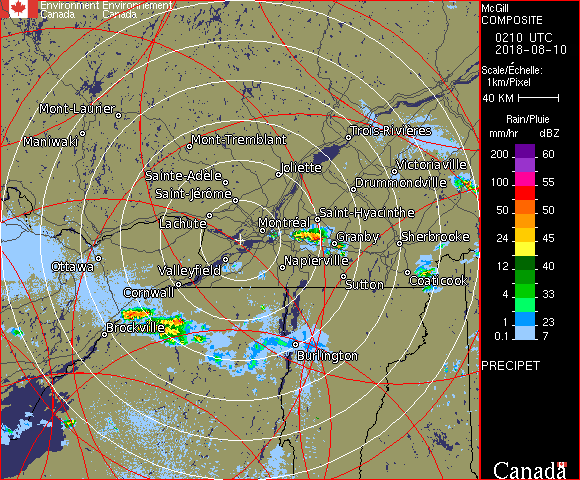 Environment Environnement
Canada Canada
McGill
COMPOSITE
0210 UTC
2018-08-10
Scale/Échelle:
1km/Pixel
40 KM
Rain/Pluie
mm/hr dBZ
200 60
150 55
100 55
50 50
24 45
12 40
4 33
1 23
0.1 7
PRECIPET
Canada
Mont-Laurier
Maniwaki
Mont-Tremblant
Trois-Rivières
Sainte-Adèle
Joliette
Victoriaville
Saint-Jérôme
Drummondville
Lachute
Montréal
Saint-Hyacinthe
Granby
Sherbrooke
Ottawa
Valleyfield
Napierville
Cornwall
Sutton
Coaticook
Brockville
Burlington